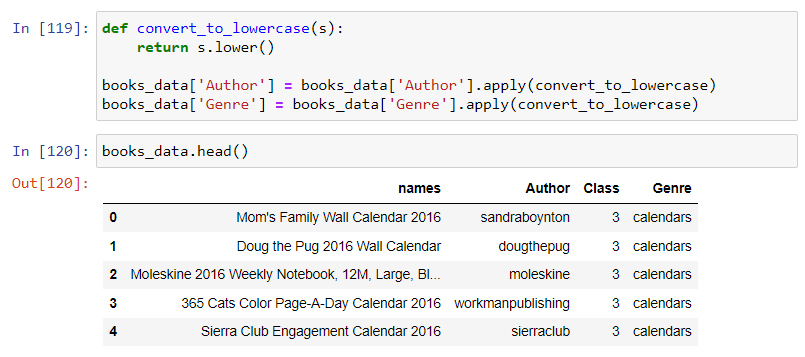 In [119]: def convert_to_lowercase(s):
return s.lower()
books_data['Author'] = books_data['Author'].apply(convert_to_lowercase)
books_data['Genre'] = books_data['Genre'].apply(convert_to_lowercase)
In [120]: books_data.head()
Out[120]:
names Author Class Genre
0 Mom's Family Wall Calendar 2016 sandraboynton 3 calendars
1 Doug the Pug 2016 Wall Calendar dougthepug 3 calendars
2 Moleskine 2016 Weekly Notebook, 12M, Large, Bl... moleskine 3 calendars
3 365 Cats Color Page-A-Day Calendar 2016 workmanpublishing 3 calendars
4 Sierra Club Engagement Calendar 2016 sierraclub 3 calendars